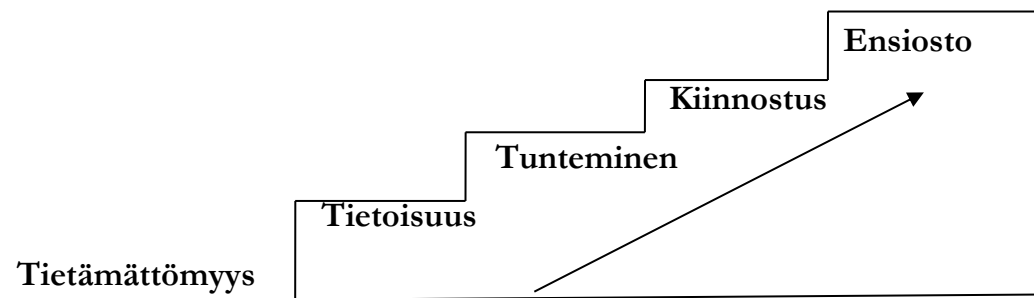 Ensiosto
Kiinnostus
Tunteminen
Tietoisuus
Tietämättömyys